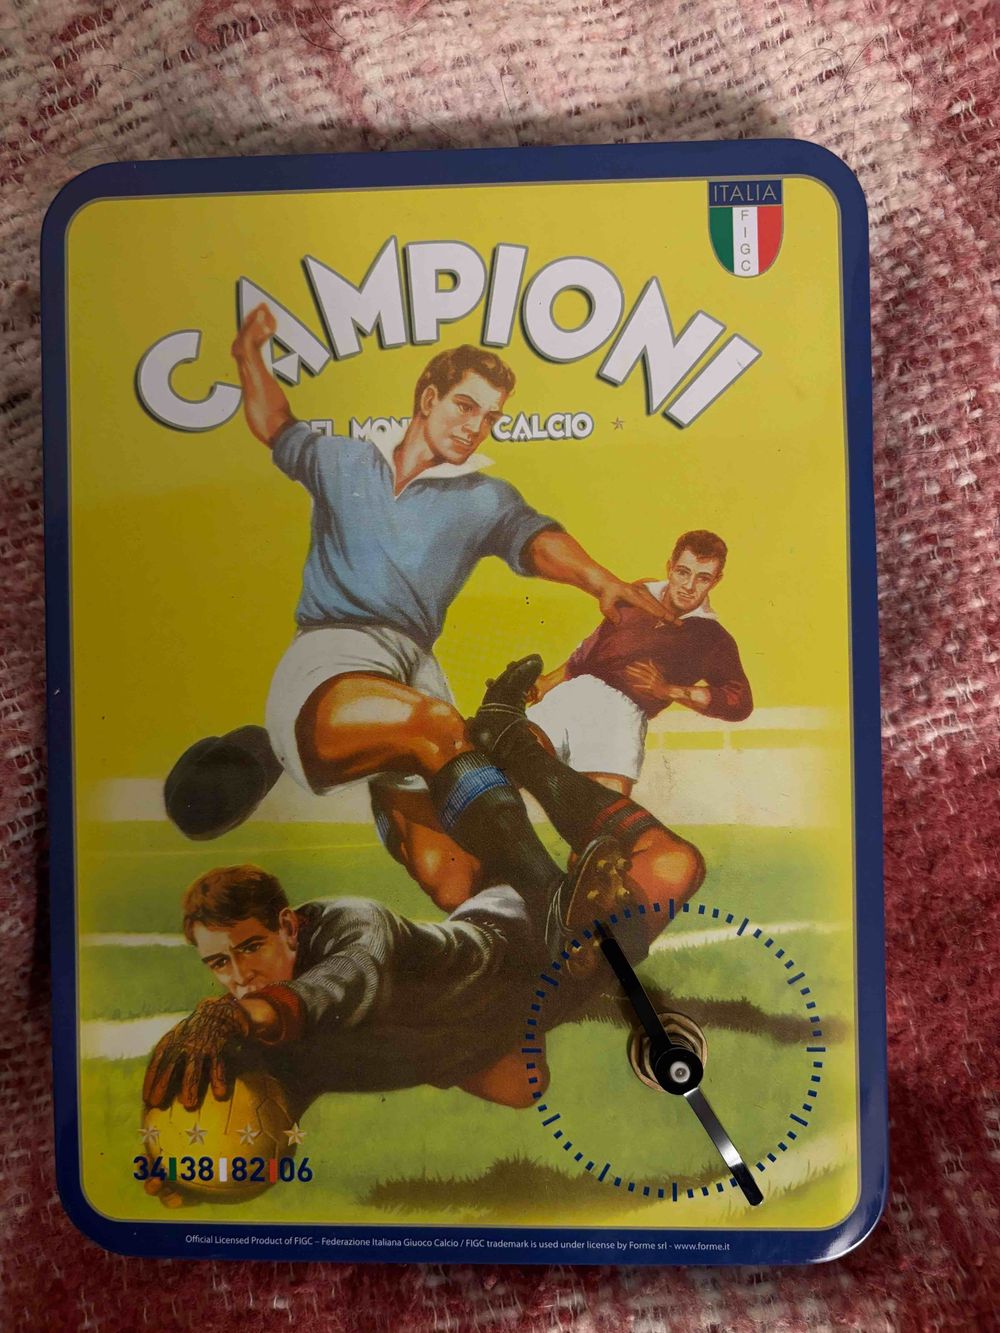 ITALIA
F
I
G
C
CAMPIONI
CALCIO
34|38|82|06
Official Licensed Product of FIGC – Federazione Italiana Giuoco Calcio / FIGC trademark is used under license by Forme srl - www.forme.it